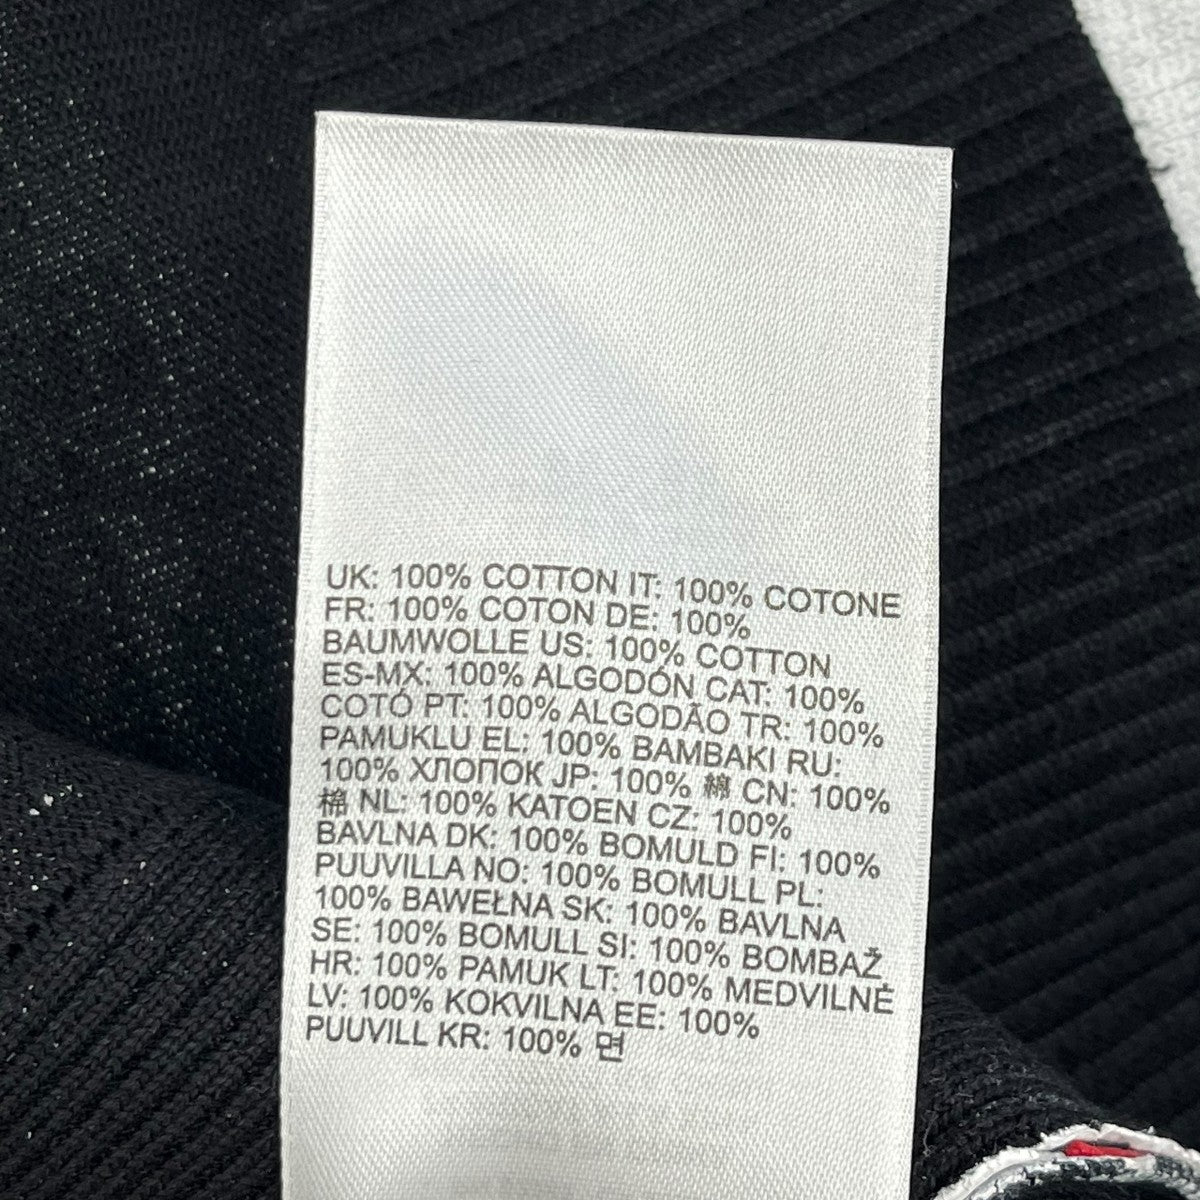 UK: 100% COTTON IT: 100% COTONE
FR: 100% COTON DE: 100%
BAUMWOLLE US: 100% COTTON
ES-MX: 100% ALGODÓN CAT: 100%
COTÓ PT: 100% ALGODÃO TR: 100%
PAMUKLU EL: 100% BAMBAKI RU:
100% ХЛОПОК JP: 100% 綿 CN: 100%
棉 NL: 100% KATOEN CZ: 100%
BAVLNA DK: 100% BOMULD FI: 100%
PUUVILLA NO: 100% BOMULL PL:
100% BAWEŁNA SK: 100% BAVLNA
SE: 100% BOMULL SI: 100% BOMBAŽ
HR: 100% PAMUK LT: 100% MEDVILNĖ
LV: 100% KOKVILNA EE: 100%
PUUVILL KR: 100% 면